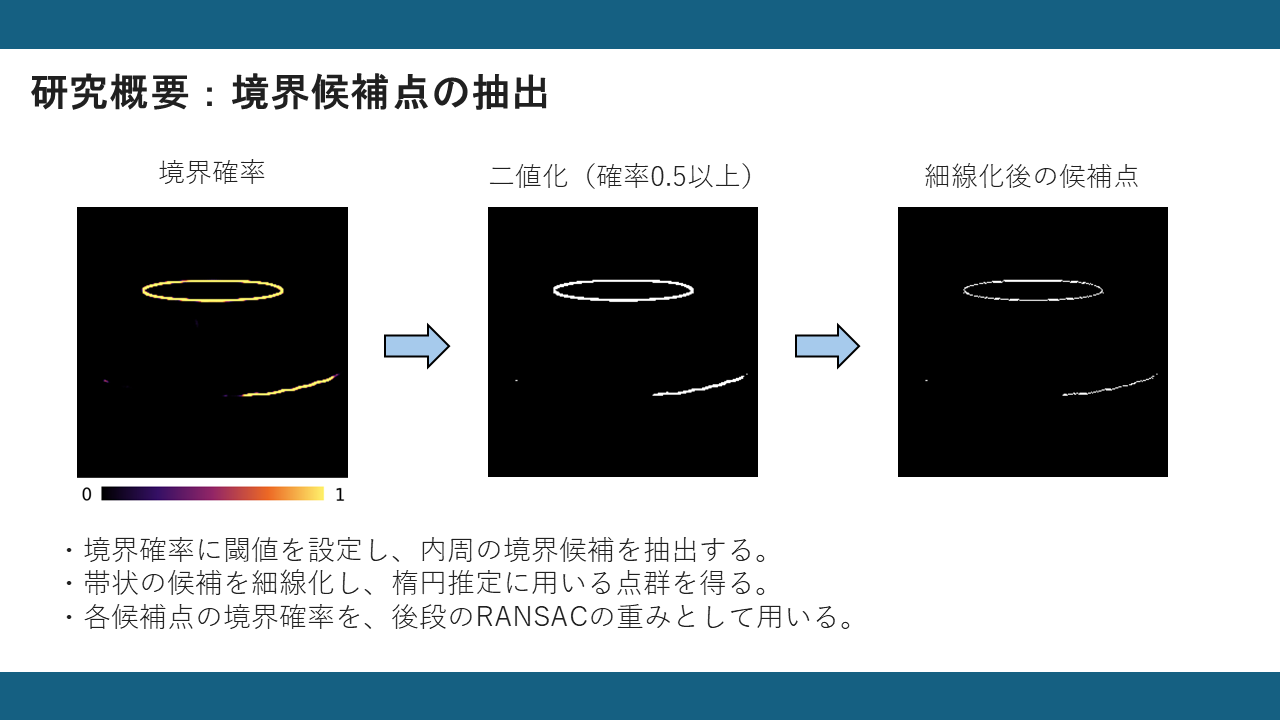 研究概要：境界候補点の抽出
境界確率
二値化（確率0.5以上）
細線化後の候補点
0
1
・境界確率に閾値を設定し、内周の境界候補を抽出する。
・帯状の候補を細線化し、楕円推定に用いる点群を得る。
・各候補点の境界確率を、後段のRANSACの重みとして用いる。